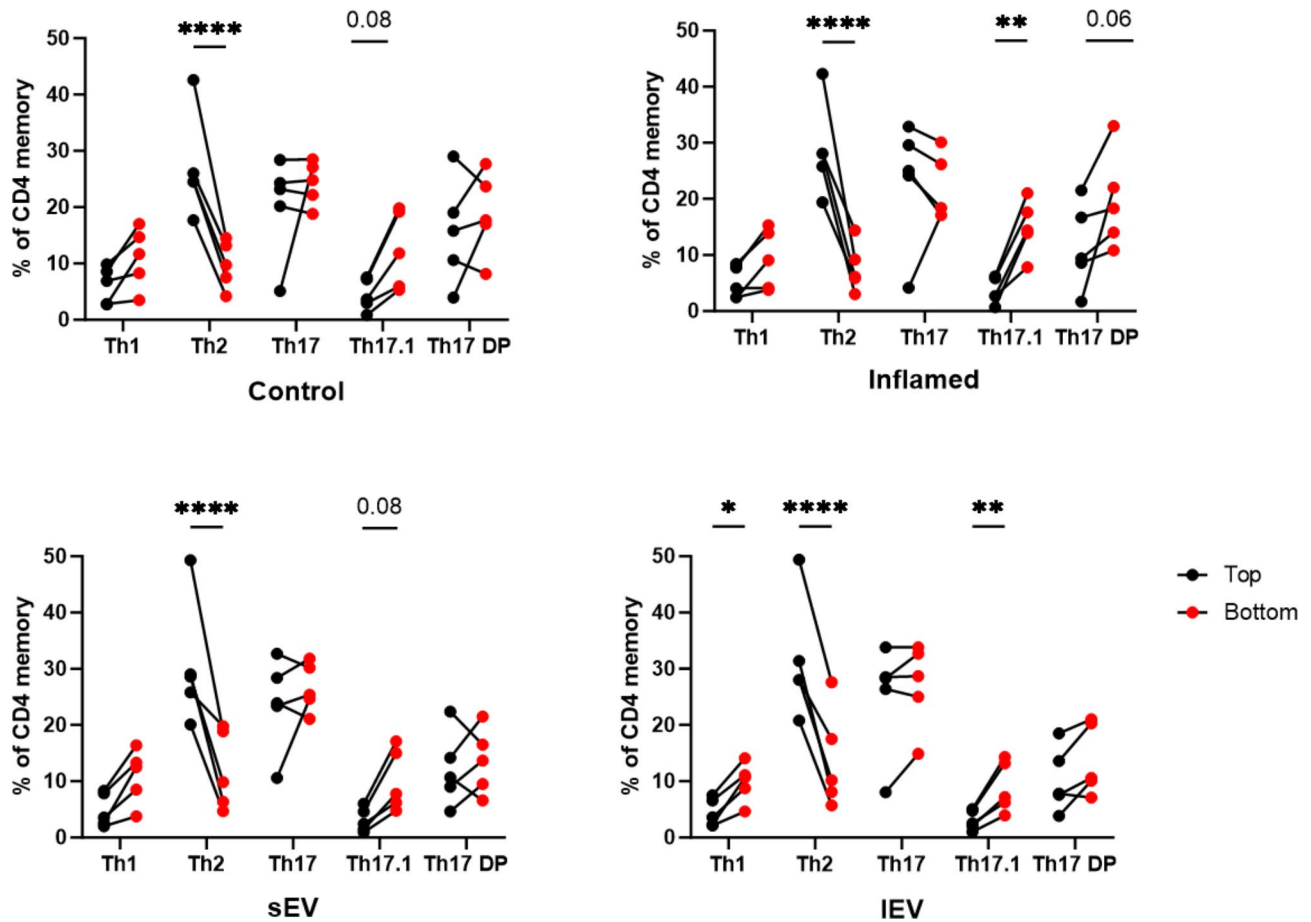 **** 0.08
50
40
30
20
10
0
% of CD4 memory
Th1 Th2 Th17 Th17.1 Th17 DP
Control
**** ** 0.06
50
40
30
20
10
0
% of CD4 memory
Th1 Th2 Th17 Th17.1 Th17 DP
Inflamed
**** 0.08
50
40
30
20
10
0
% of CD4 memory
Th1 Th2 Th17 Th17.1 Th17 DP
sEV
* **** **
50
40
30
20
10
0
% of CD4 memory
Th1 Th2 Th17 Th17.1 Th17 DP
lEV
Top
Bottom